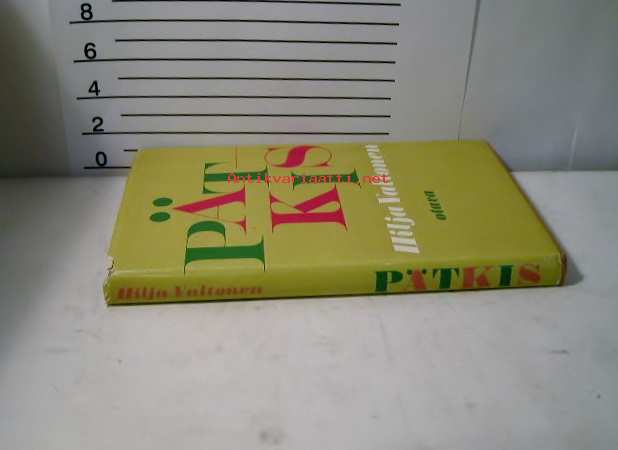 8
6
4
2
0
PÄT
KIS
Hilja Valtonen
otava
Antikvariaatti.net
Hilja Valtonen
PÄTKIS